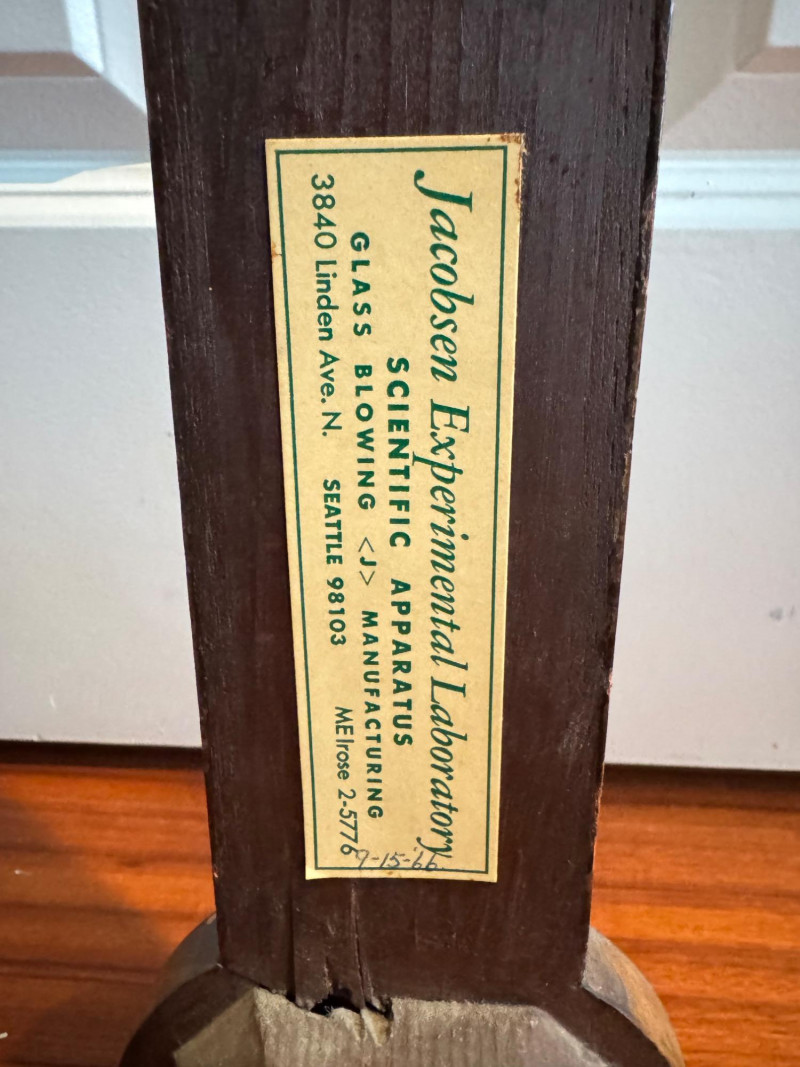 Jacobsen Experimental Laboratory
SCIENTIFIC APPARATUS
GLASS BLOWING <J> MANUFACTURING
3840 Linden Ave. N. SEATTLE 98103 MElrose 2-5776
9-15-'66